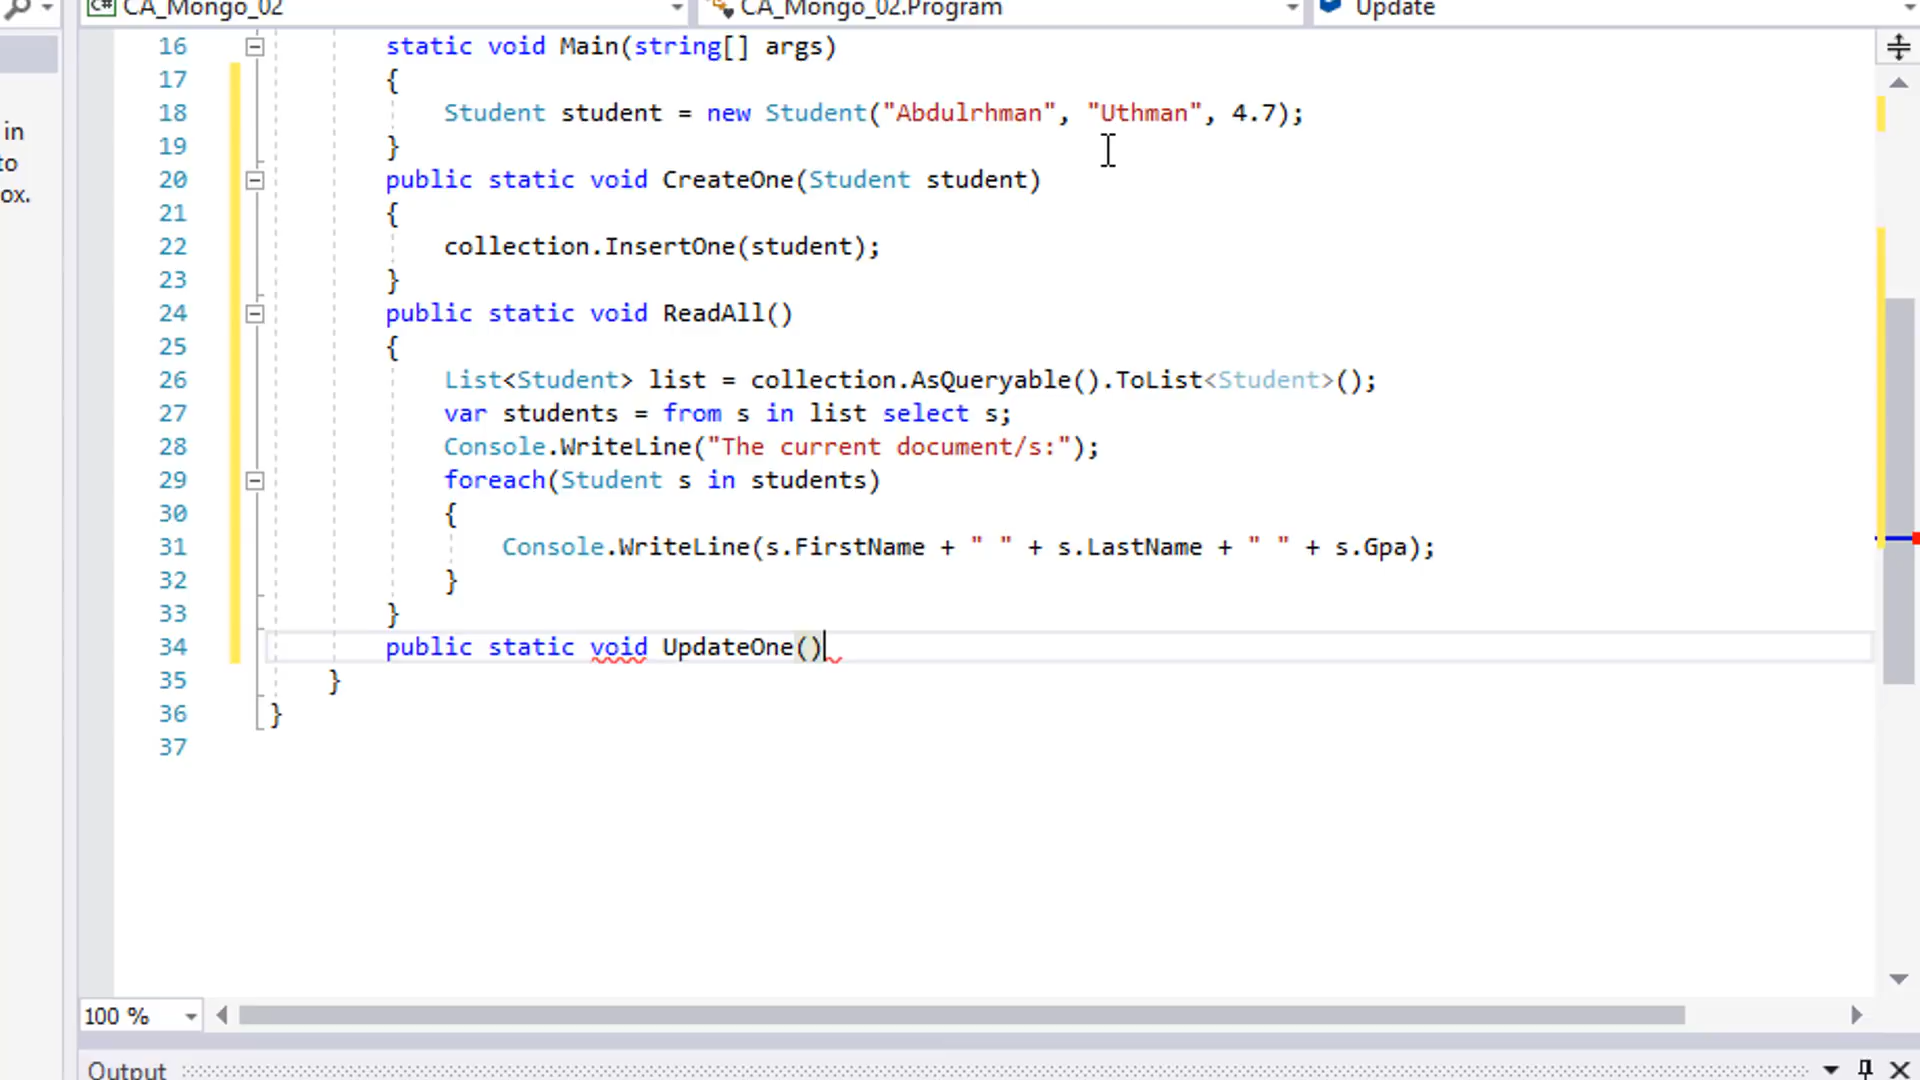 CA_Mongo_02 CA_Mongo_02.Program Update
in
to
ox.
16 static void Main(string[] args)
17 {
18 Student student = new Student("Abdulrhman", "Uthman", 4.7);
19 }
20 public static void CreateOne(Student student)
21 {
22 collection.InsertOne(student);
23 }
24 public static void ReadAll()
25 {
26 List<Student> list = collection.AsQueryable().ToList<Student>();
27 var students = from s in list select s;
28 Console.WriteLine("The current document/s:");
29 foreach(Student s in students)
30 {
31 Console.WriteLine(s.FirstName + " " + s.LastName + " " + s.Gpa);
32 }
33 }
34 public static void UpdateOne()
35 }
36 }
37
100 %
Output